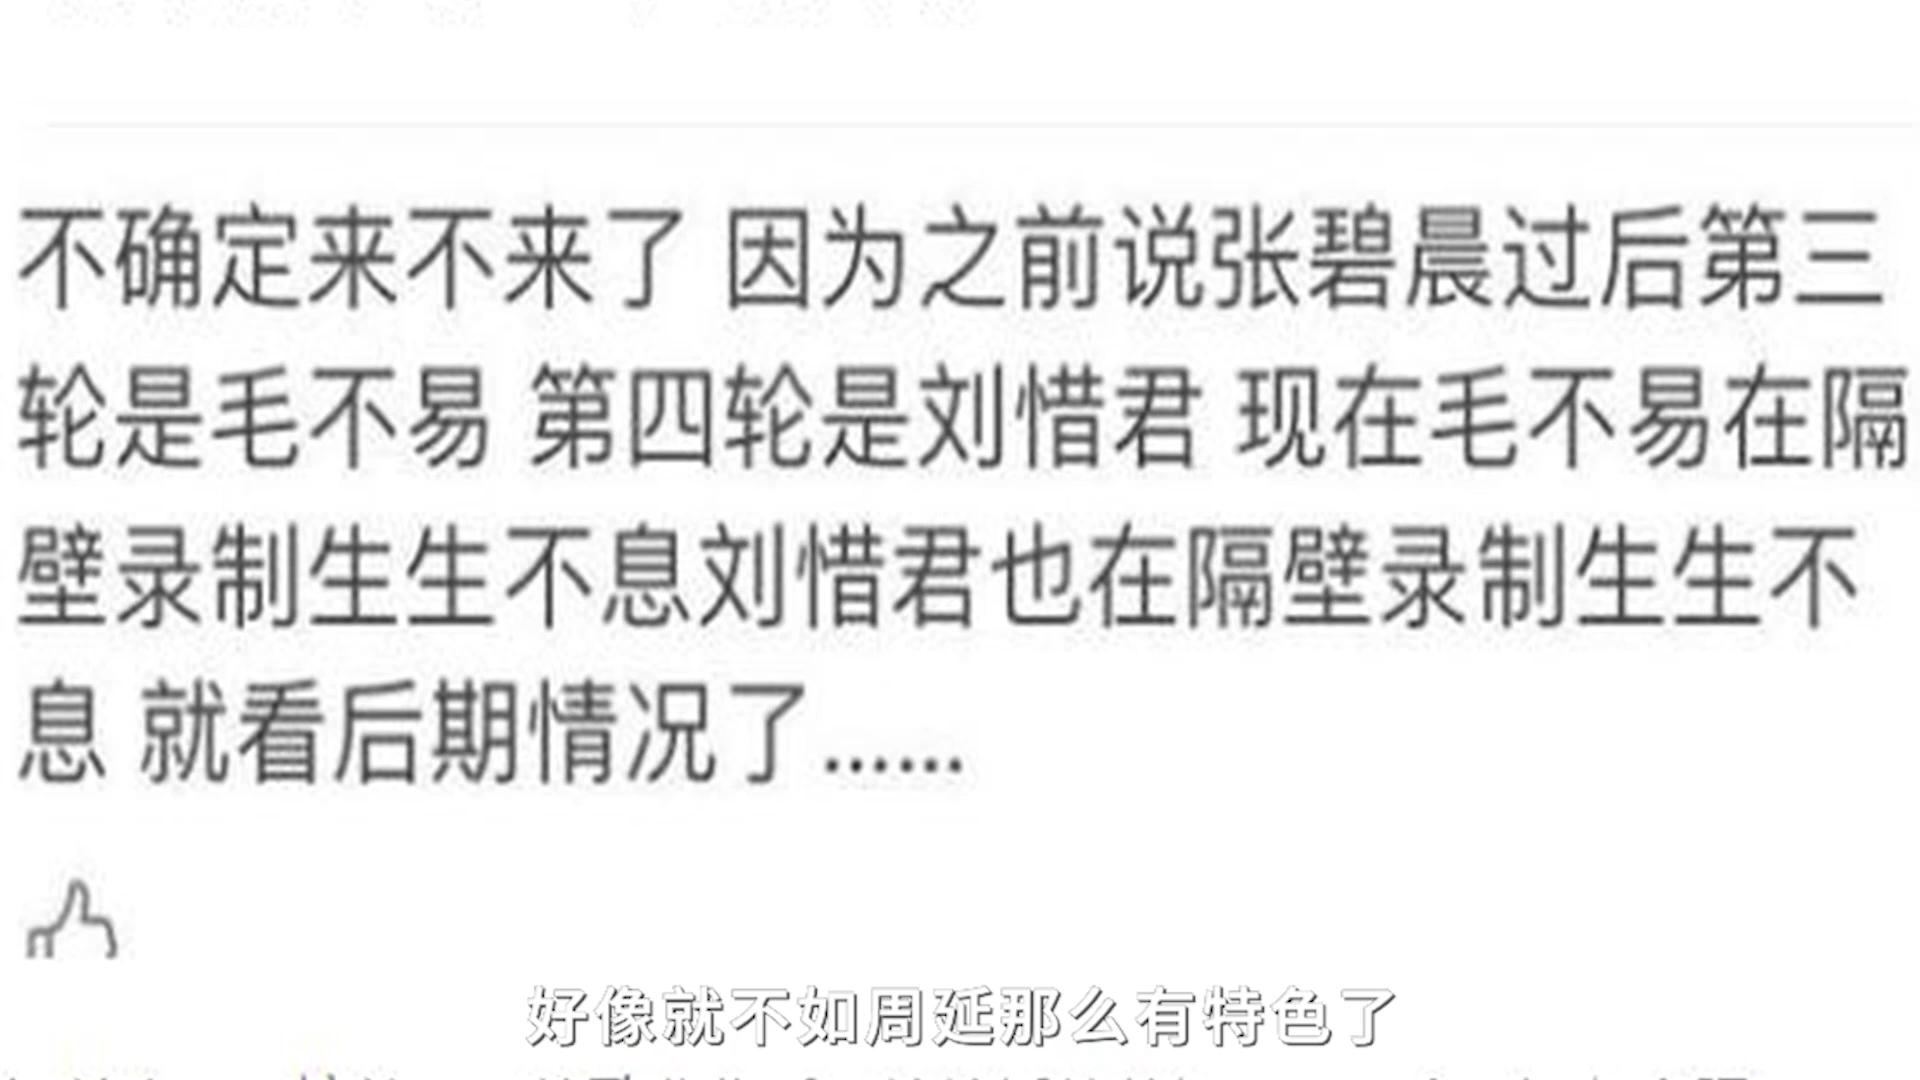 不确定来不来了 因为之前说张碧晨过后第三
轮是毛不易 第四轮是刘惜君 现在毛不易在隔
壁录制生生不息刘惜君也在隔壁录制生生不
息 就看后期情况了......
好像就不如周延那么有特色了